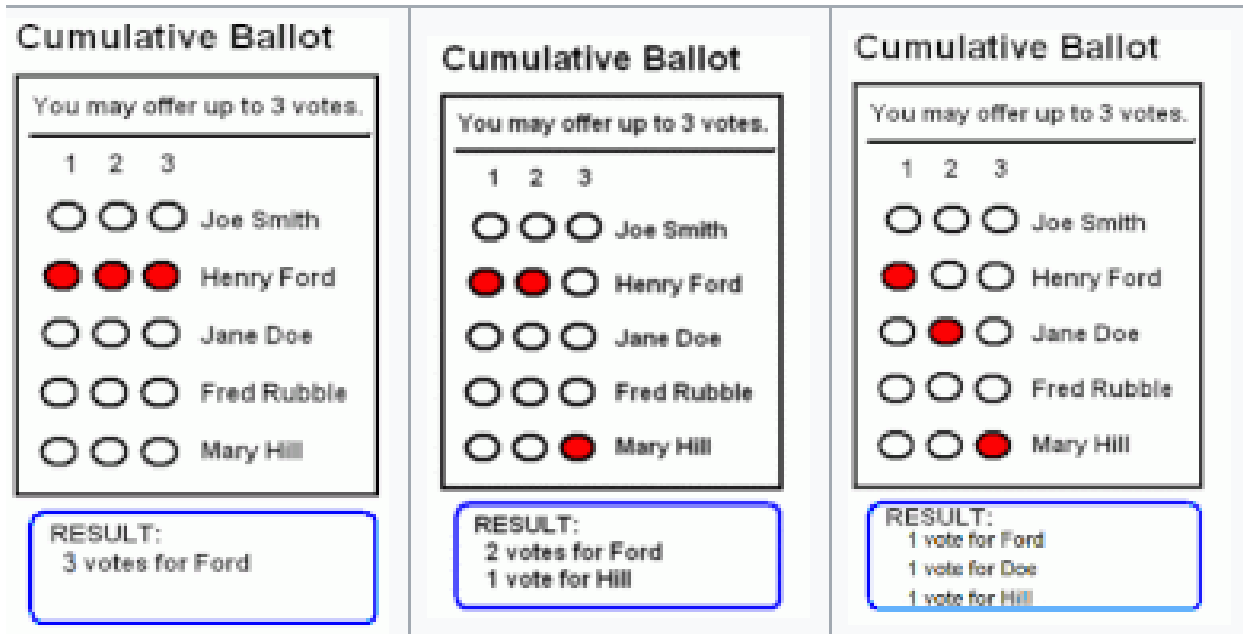 Cumulative Ballot
You may offer up to 3 votes.
1 2 3
Joe Smith
Henry Ford
Jane Doe
Fred Rubble
Mary Hill
RESULT:
3 votes for Ford
Cumulative Ballot
You may offer up to 3 votes.
1 2 3
Joe Smith
Henry Ford
Jane Doe
Fred Rubble
Mary Hill
RESULT:
2 votes for Ford
1 vote for Hill
Cumulative Ballot
You may offer up to 3 votes.
1 2 3
Joe Smith
Henry Ford
Jane Doe
Fred Rubble
Mary Hill
RESULT:
1 vote for Ford
1 vote for Doe
1 vote for Hill